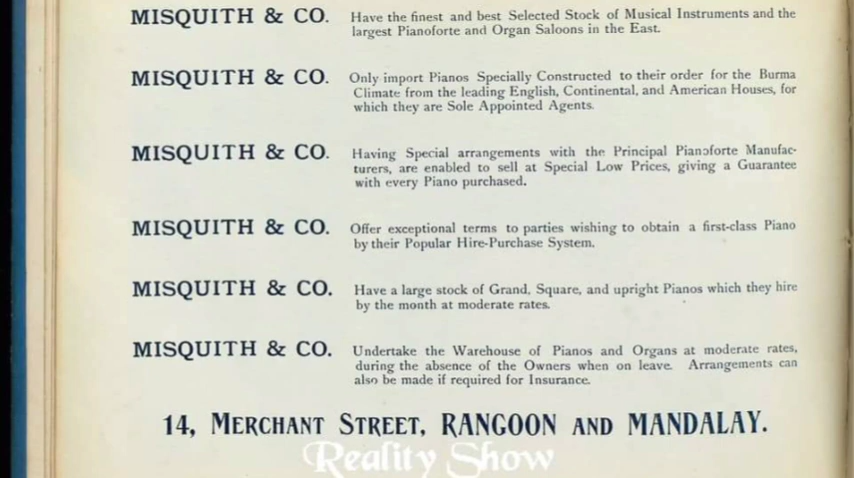 MISQUITH & CO. Have the finest and best Selected Stock of Musical Instruments and the
largest Pianoforte and Organ Saloons in the East.
MISQUITH & CO. Only import Pianos Specially Constructed to their order for the Burma
Climate from the leading English, Continental, and American Houses, for
which they are Sole Appointed Agents.
MISQUITH & CO. Having Special arrangements with the Principal Pianoforte Manufac-
turers, are enabled to sell at Special Low Prices, giving a Guarantee
with every Piano purchased.
MISQUITH & CO. Offer exceptional terms to parties wishing to obtain a first-class Piano
by their Popular Hire-Purchase System.
MISQUITH & CO. Have a large stock of Grand, Square, and upright Pianos which they hire
by the month at moderate rates.
MISQUITH & CO. Undertake the Warehouse of Pianos and Organs at moderate rates,
during the absence of the Owners when on leave. Arrangements can
also be made if required for Insurance.
14, MERCHANT STREET, RANGOON AND MANDALAY.
Reality Show